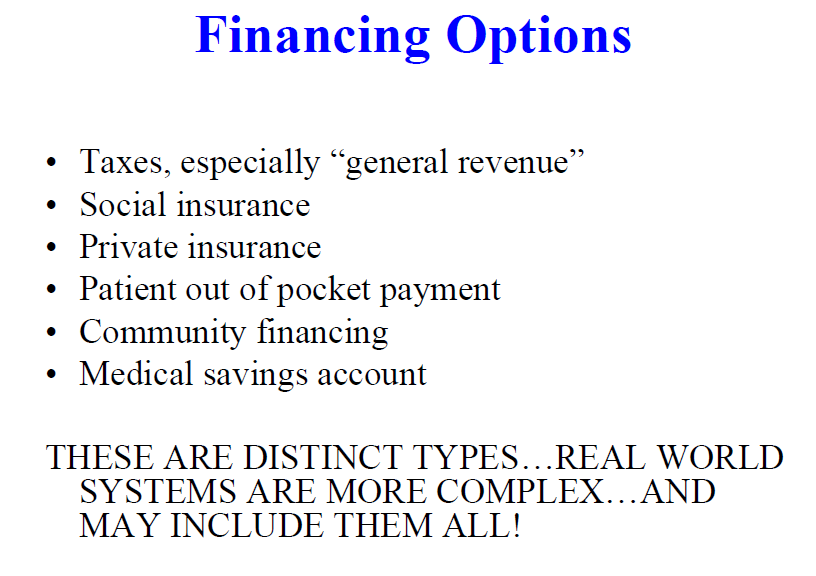 Financing Options
• Taxes, especially “general revenue”
• Social insurance
• Private insurance
• Patient out of pocket payment
• Community financing
• Medical savings account
THESE ARE DISTINCT TYPES…REAL WORLD
SYSTEMS ARE MORE COMPLEX…AND
MAY INCLUDE THEM ALL!